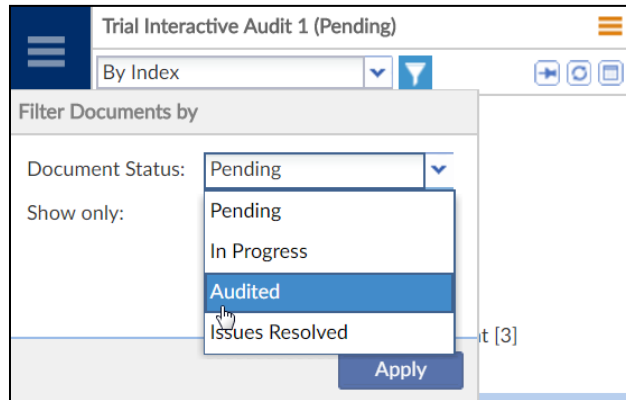 Trial Interactive Audit 1 (Pending)
By Index
Filter Documents by
Document Status: Pending
Show only:
Pending
In Progress
Audited
Issues Resolved
[3]
Apply